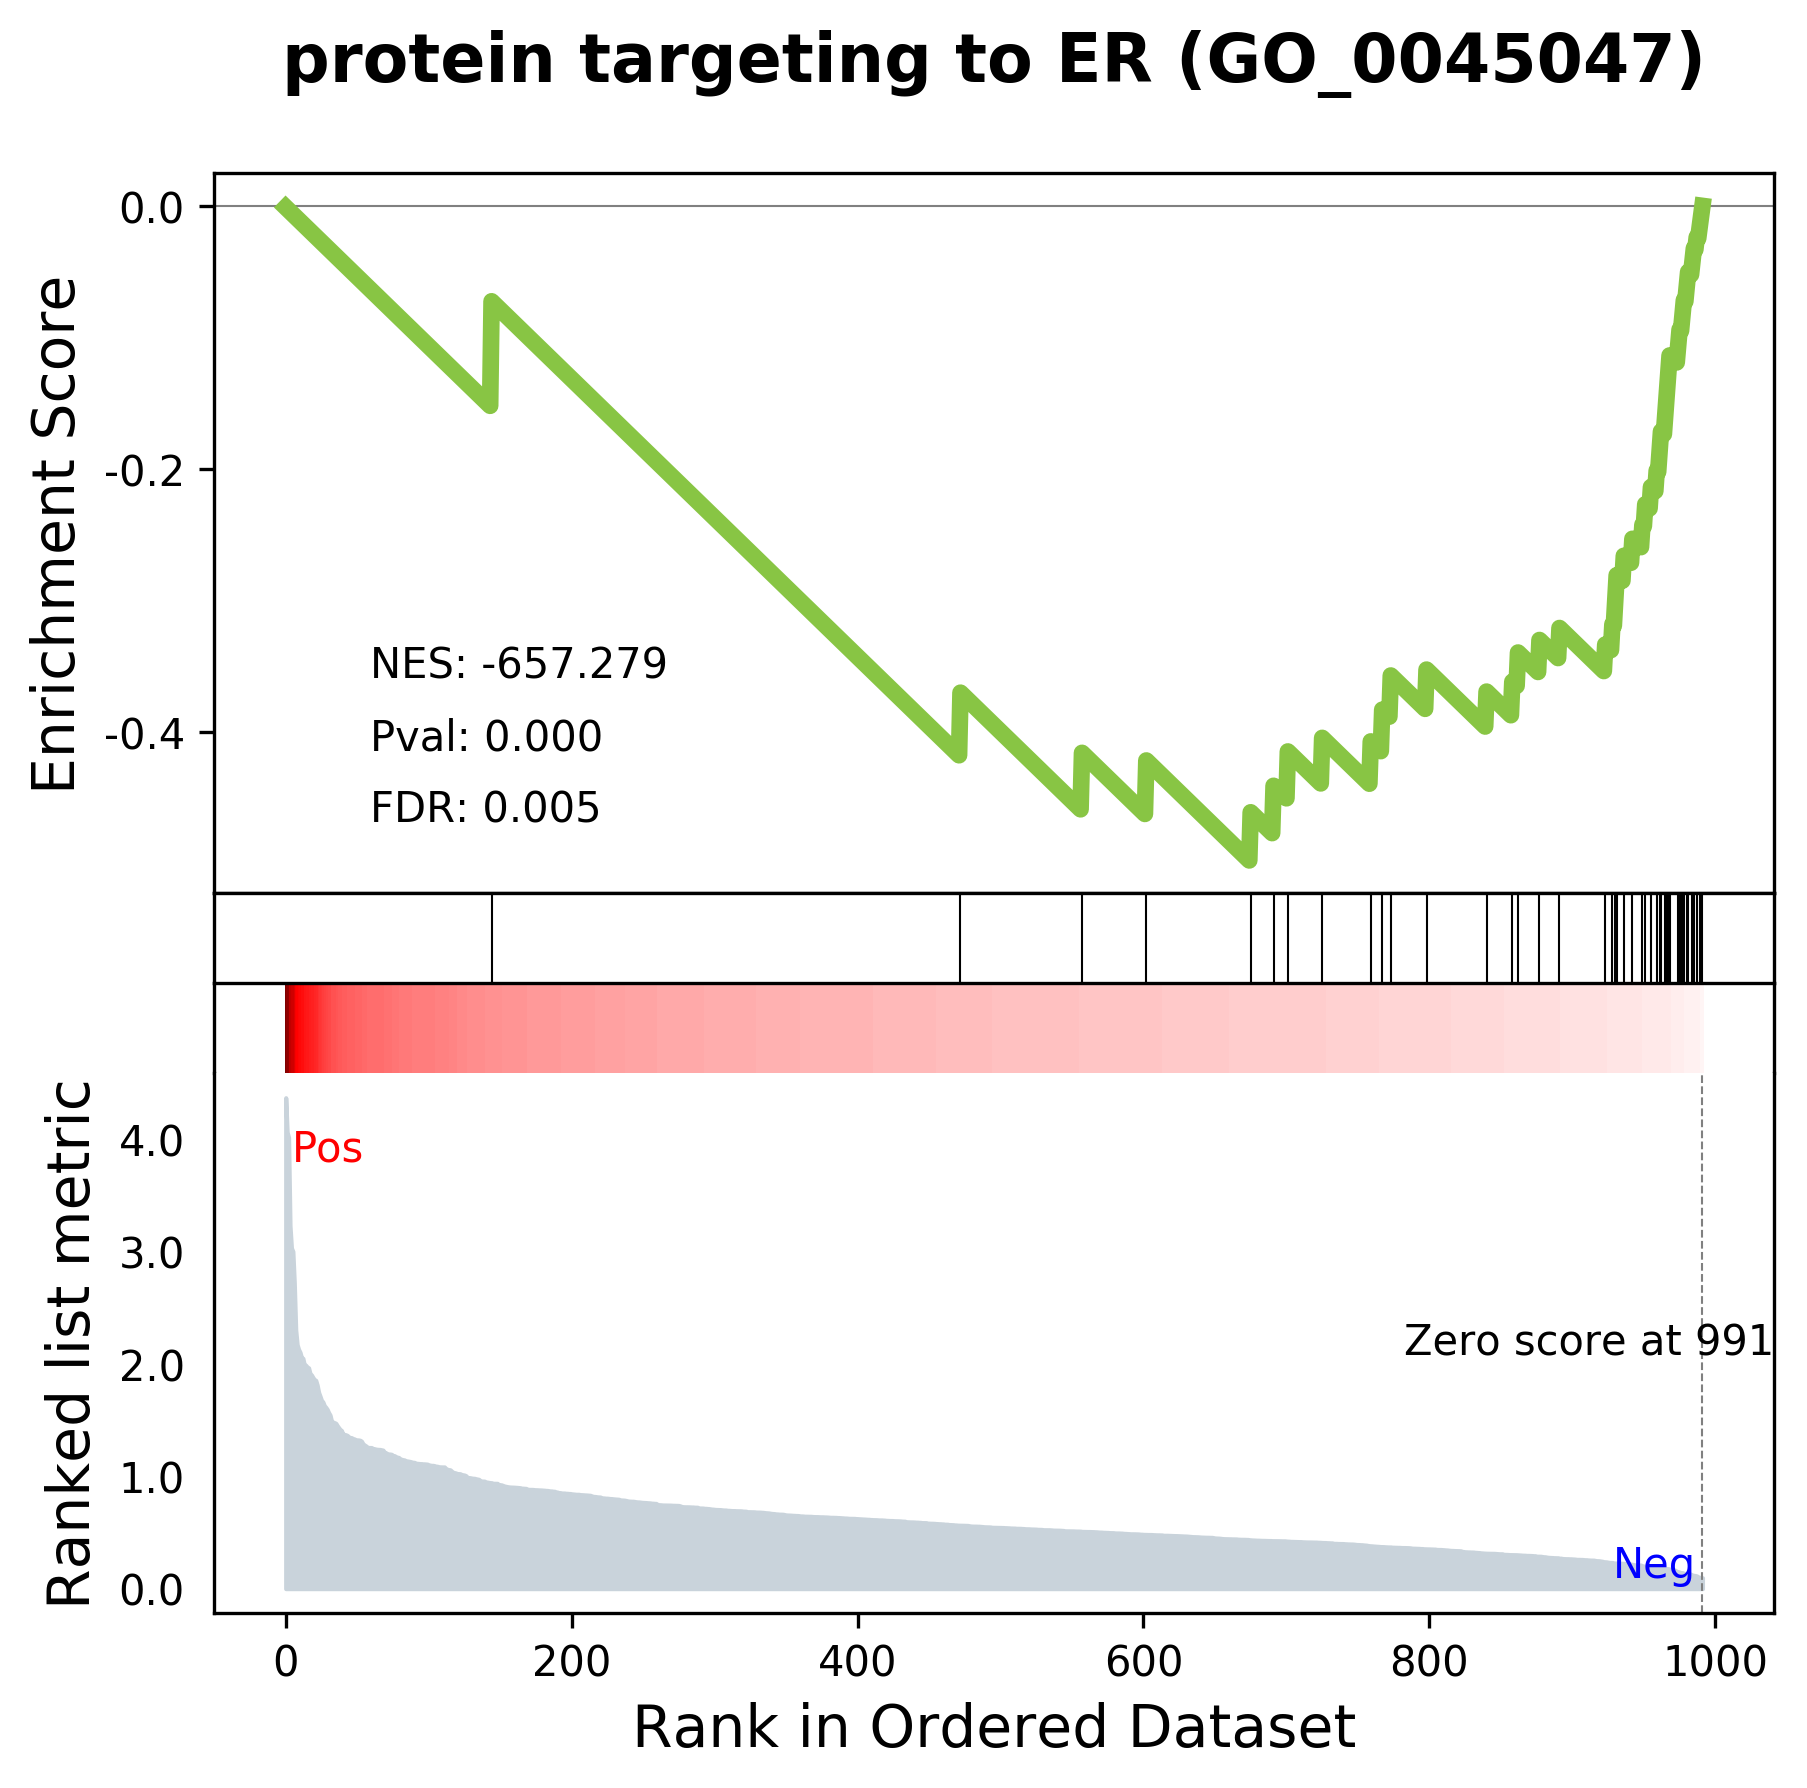 protein targeting to ER (GO_0045047)
Enrichment Score
0.0
-0.2
-0.4
NES: -657.279
Pval: 0.000
FDR: 0.005
Ranked list metric
4.0
3.0
2.0
1.0
0.0
Pos
Zero score at 991
Neg
0 200 400 600 800 1000
Rank in Ordered Dataset